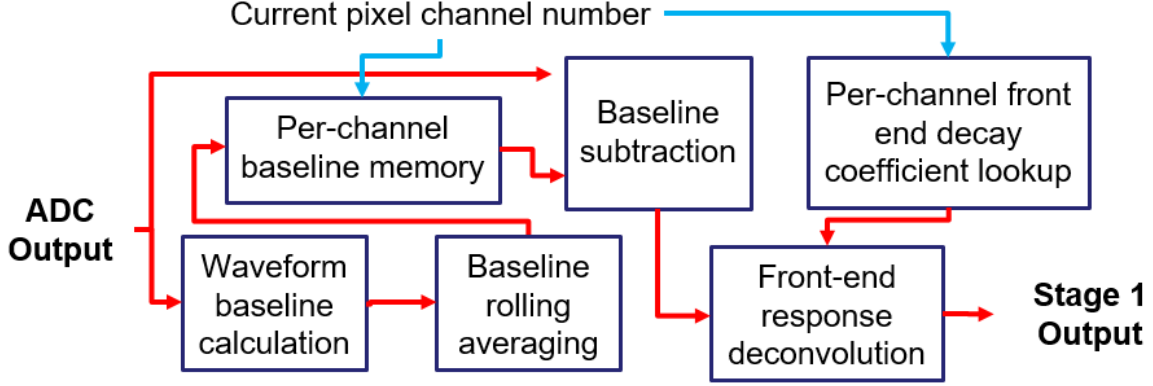 Current pixel channel number
Per-channel
baseline memory
Baseline
subtraction
Per-channel front
end decay
coefficient lookup
ADC
Output
Waveform
baseline
calculation
Baseline
rolling
averaging
Front-end
response
deconvolution
Stage 1
Output